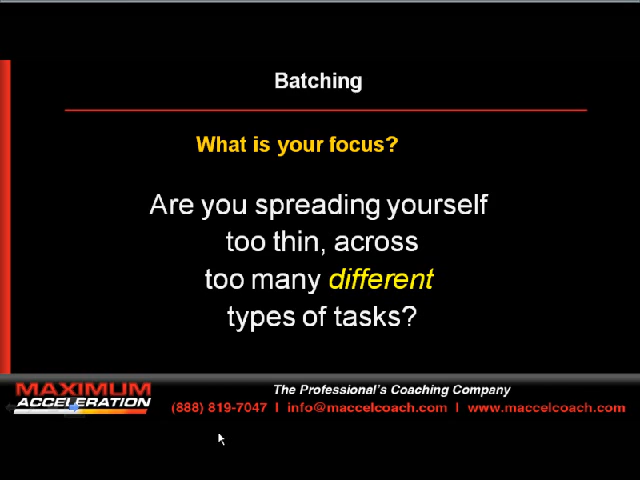 Batching
What is your focus?
Are you spreading yourself
too thin, across
too many different
types of tasks?
MAXIMUM
ACCELERATION
The Professional's Coaching Company
(888) 819-7047 | info@maccelcoach.com | www.maccelcoach.com